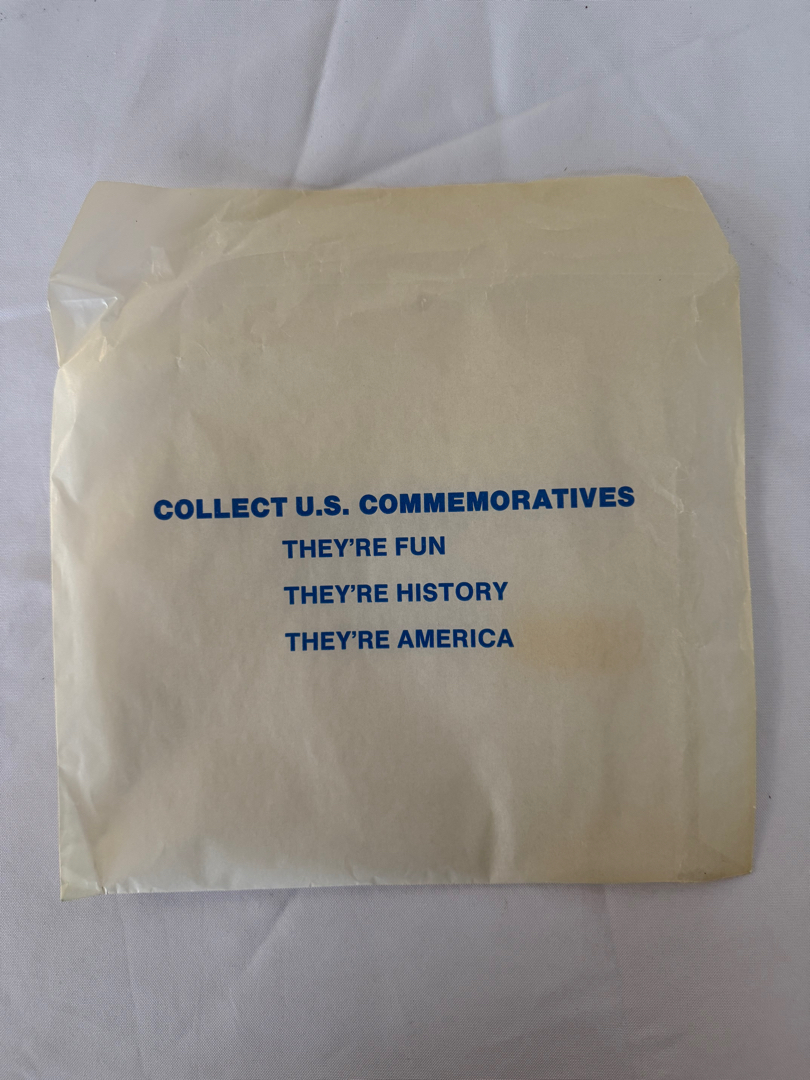 COLLECT U.S. COMMEMORATIVES
THEY'RE FUN
THEY'RE HISTORY
THEY'RE AMERICA